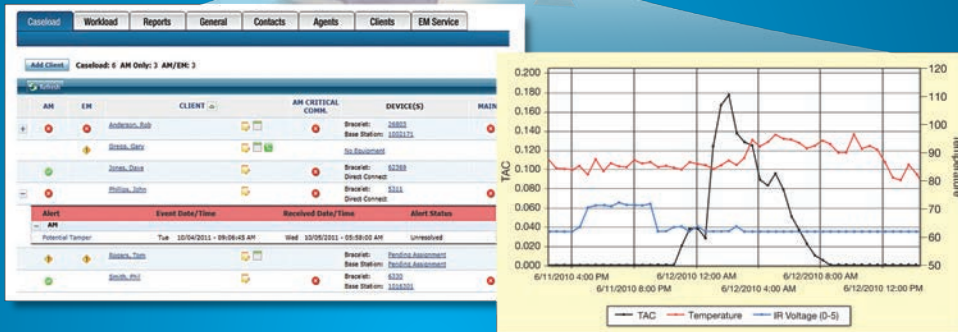 Caseload Workload Reports General Contacts Agents Clients EM Service
Add Client Caseload: 6 AM Only: 3 AM/EM: 3
Refresh
AM EM CLIENT AM CRITICAL COMM. DEVICE(S) MAIN
Anderson, Rob Bracelet: 26803
Base Station: 1002171
Gregg, Gary No Equipment
Jones, Dave Bracelet: 62369
Direct Connect
Phillips, John Bracelet: 5311
Direct Connect
Alert Event Date/Time Received Date/Time Alert Status
AM
Potential Tamper Tue 10/04/2011 - 09:06:45 AM Wed 10/05/2011 - 05:58:00 AM Unresolved
Rogers, Tom Bracelet: Pending Assignment
Base Station: Pending Assignment
Smith, Phil Bracelet: 6330
Base Station: 1016301
TAC
0.200
0.180
0.160
0.140
0.120
0.100
0.080
0.060
0.040
0.020
0.000
120
110
100
90
80
70
60
50
Temperature
6/11/2010 4:00 PM 6/12/2010 12:00 AM 6/12/2010 8:00 AM
6/11/2010 8:00 PM 6/12/2010 4:00 AM 6/12/2010 12:00 PM
TAC Temperature IR Voltage (0-5)